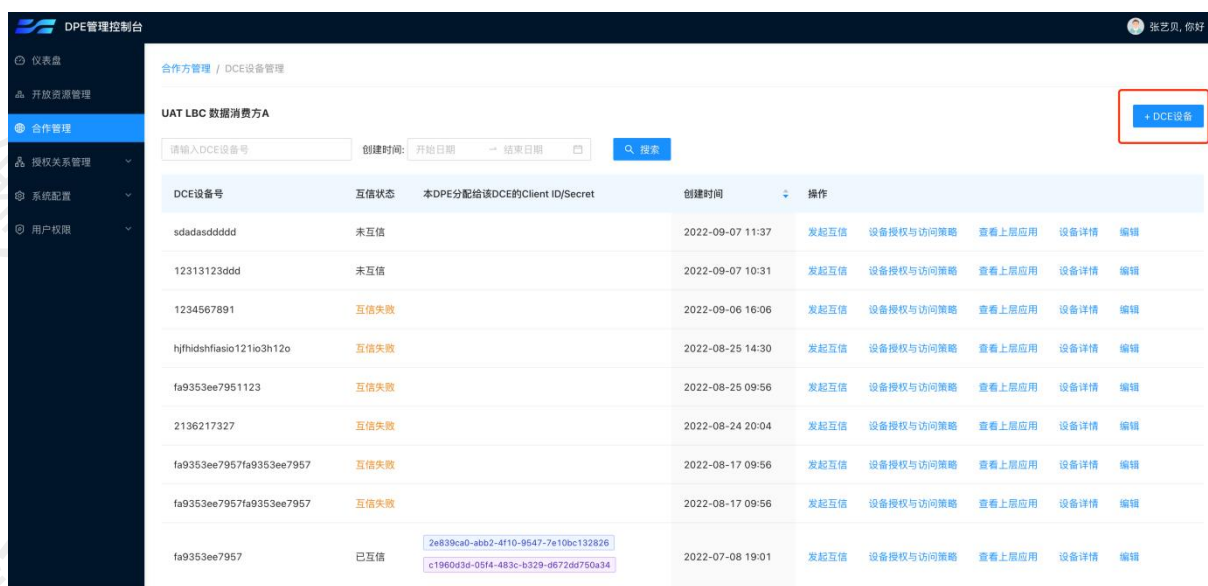 DPE管理控制台
张艺贝, 你好
仪表盘
开放资源管理
合作管理
授权关系管理
系统配置
用户权限
合作方管理 / DCE设备管理
UAT LBC 数据消费方A
+ DCE设备
请输入DCE设备号 创建时间: 开始日期 → 结束日期 搜索
DCE设备号 互信状态 本DPE分配给该DCE的Client ID/Secret 创建时间 操作
sdadasddddd 未互信 2022-09-07 11:37 发起互信 设备授权与访问策略 查看上层应用 设备详情 编辑
12313123ddd 未互信 2022-09-07 10:31 发起互信 设备授权与访问策略 查看上层应用 设备详情 编辑
1234567891 互信失败 2022-09-06 16:06 发起互信 设备授权与访问策略 查看上层应用 设备详情 编辑
hjfhidshfiasio121io3h12o 互信失败 2022-08-25 14:30 发起互信 设备授权与访问策略 查看上层应用 设备详情 编辑
fa9353ee7951123 互信失败 2022-08-25 09:56 发起互信 设备授权与访问策略 查看上层应用 设备详情 编辑
2136217327 互信失败 2022-08-24 20:04 发起互信 设备授权与访问策略 查看上层应用 设备详情 编辑
fa9353ee7957fa9353ee7957 互信失败 2022-08-17 09:56 发起互信 设备授权与访问策略 查看上层应用 设备详情 编辑
fa9353ee7957fa9353ee7957 互信失败 2022-08-17 09:56 发起互信 设备授权与访问策略 查看上层应用 设备详情 编辑
2e839ca0-abb2-4f10-9547-7e10bc132826
fa9353ee7957 已互信 2022-07-08 19:01 发起互信 设备授权与访问策略 查看上层应用 设备详情 编辑
c1960d3d-05f4-483c-b329-d672dd750a34